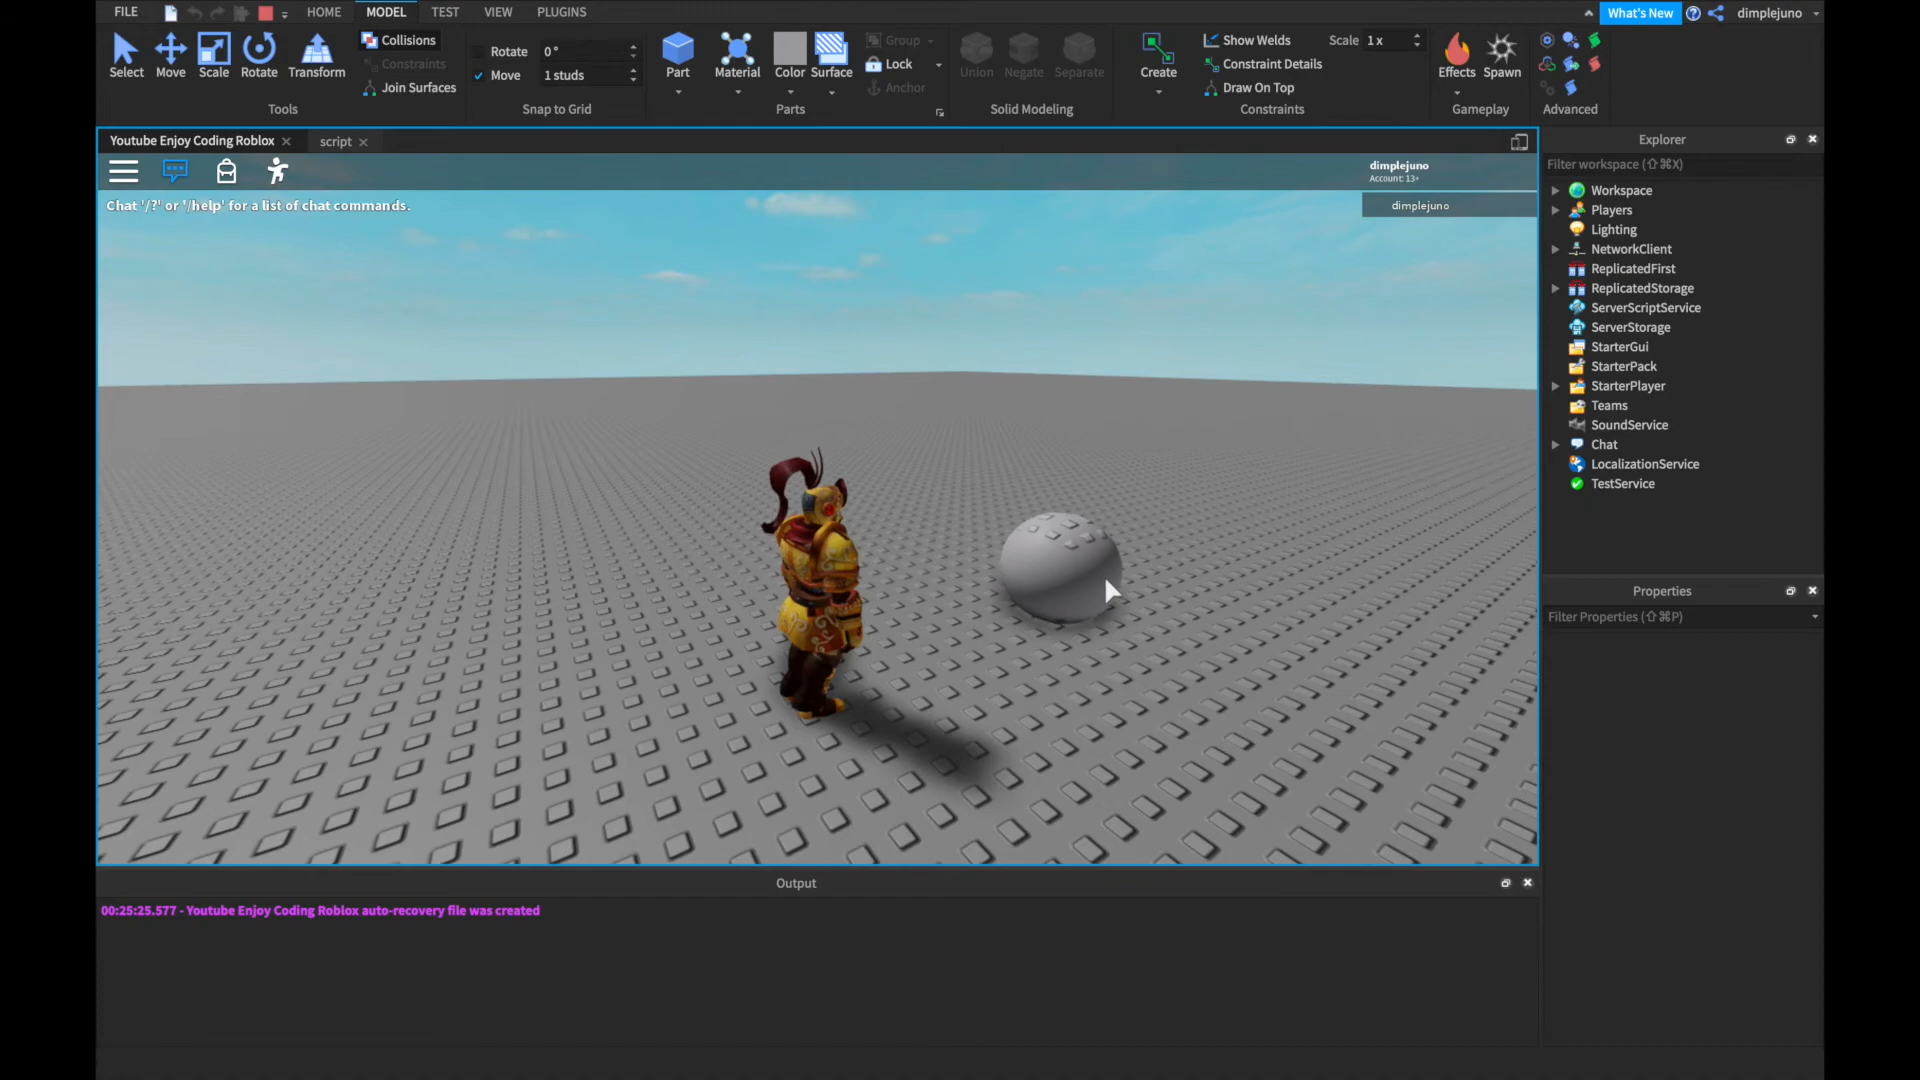 FILE
HOME
MODEL
TEST
VIEW
PLUGINS
What's New
dimplejuno
Select
Move
Scale
Rotate
Transform
Collisions
Constraints
Join Surfaces
Tools
Rotate 0 °
Move 1 studs
Snap to Grid
Part
Material
Color
Surface
Group
Lock
Anchor
Parts
Union
Negate
Separate
Solid Modeling
Create
Show Welds
Constraint Details
Draw On Top
Scale 1 x
Constraints
Effects
Spawn
Gameplay
Advanced
Youtube Enjoy Coding Roblox
script
dimplejuno
Account: 13+
dimplejuno
Chat '/?' or '/help' for a list of chat commands.
Explorer
Filter workspace (⇧⌘X)
Workspace
Players
Lighting
NetworkClient
ReplicatedFirst
ReplicatedStorage
ServerScriptService
ServerStorage
StarterGui
StarterPack
StarterPlayer
Teams
SoundService
Chat
LocalizationService
TestService
Properties
Filter Properties (⇧⌘P)
Output
00:25:25.577 - Youtube Enjoy Coding Roblox auto-recovery file was created